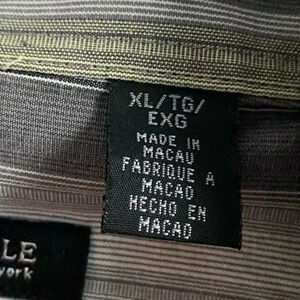 XL/TG/
EXG
MADE IN
MACAU
FABRIQUE A
MACAO
HECHO EN
MACAO